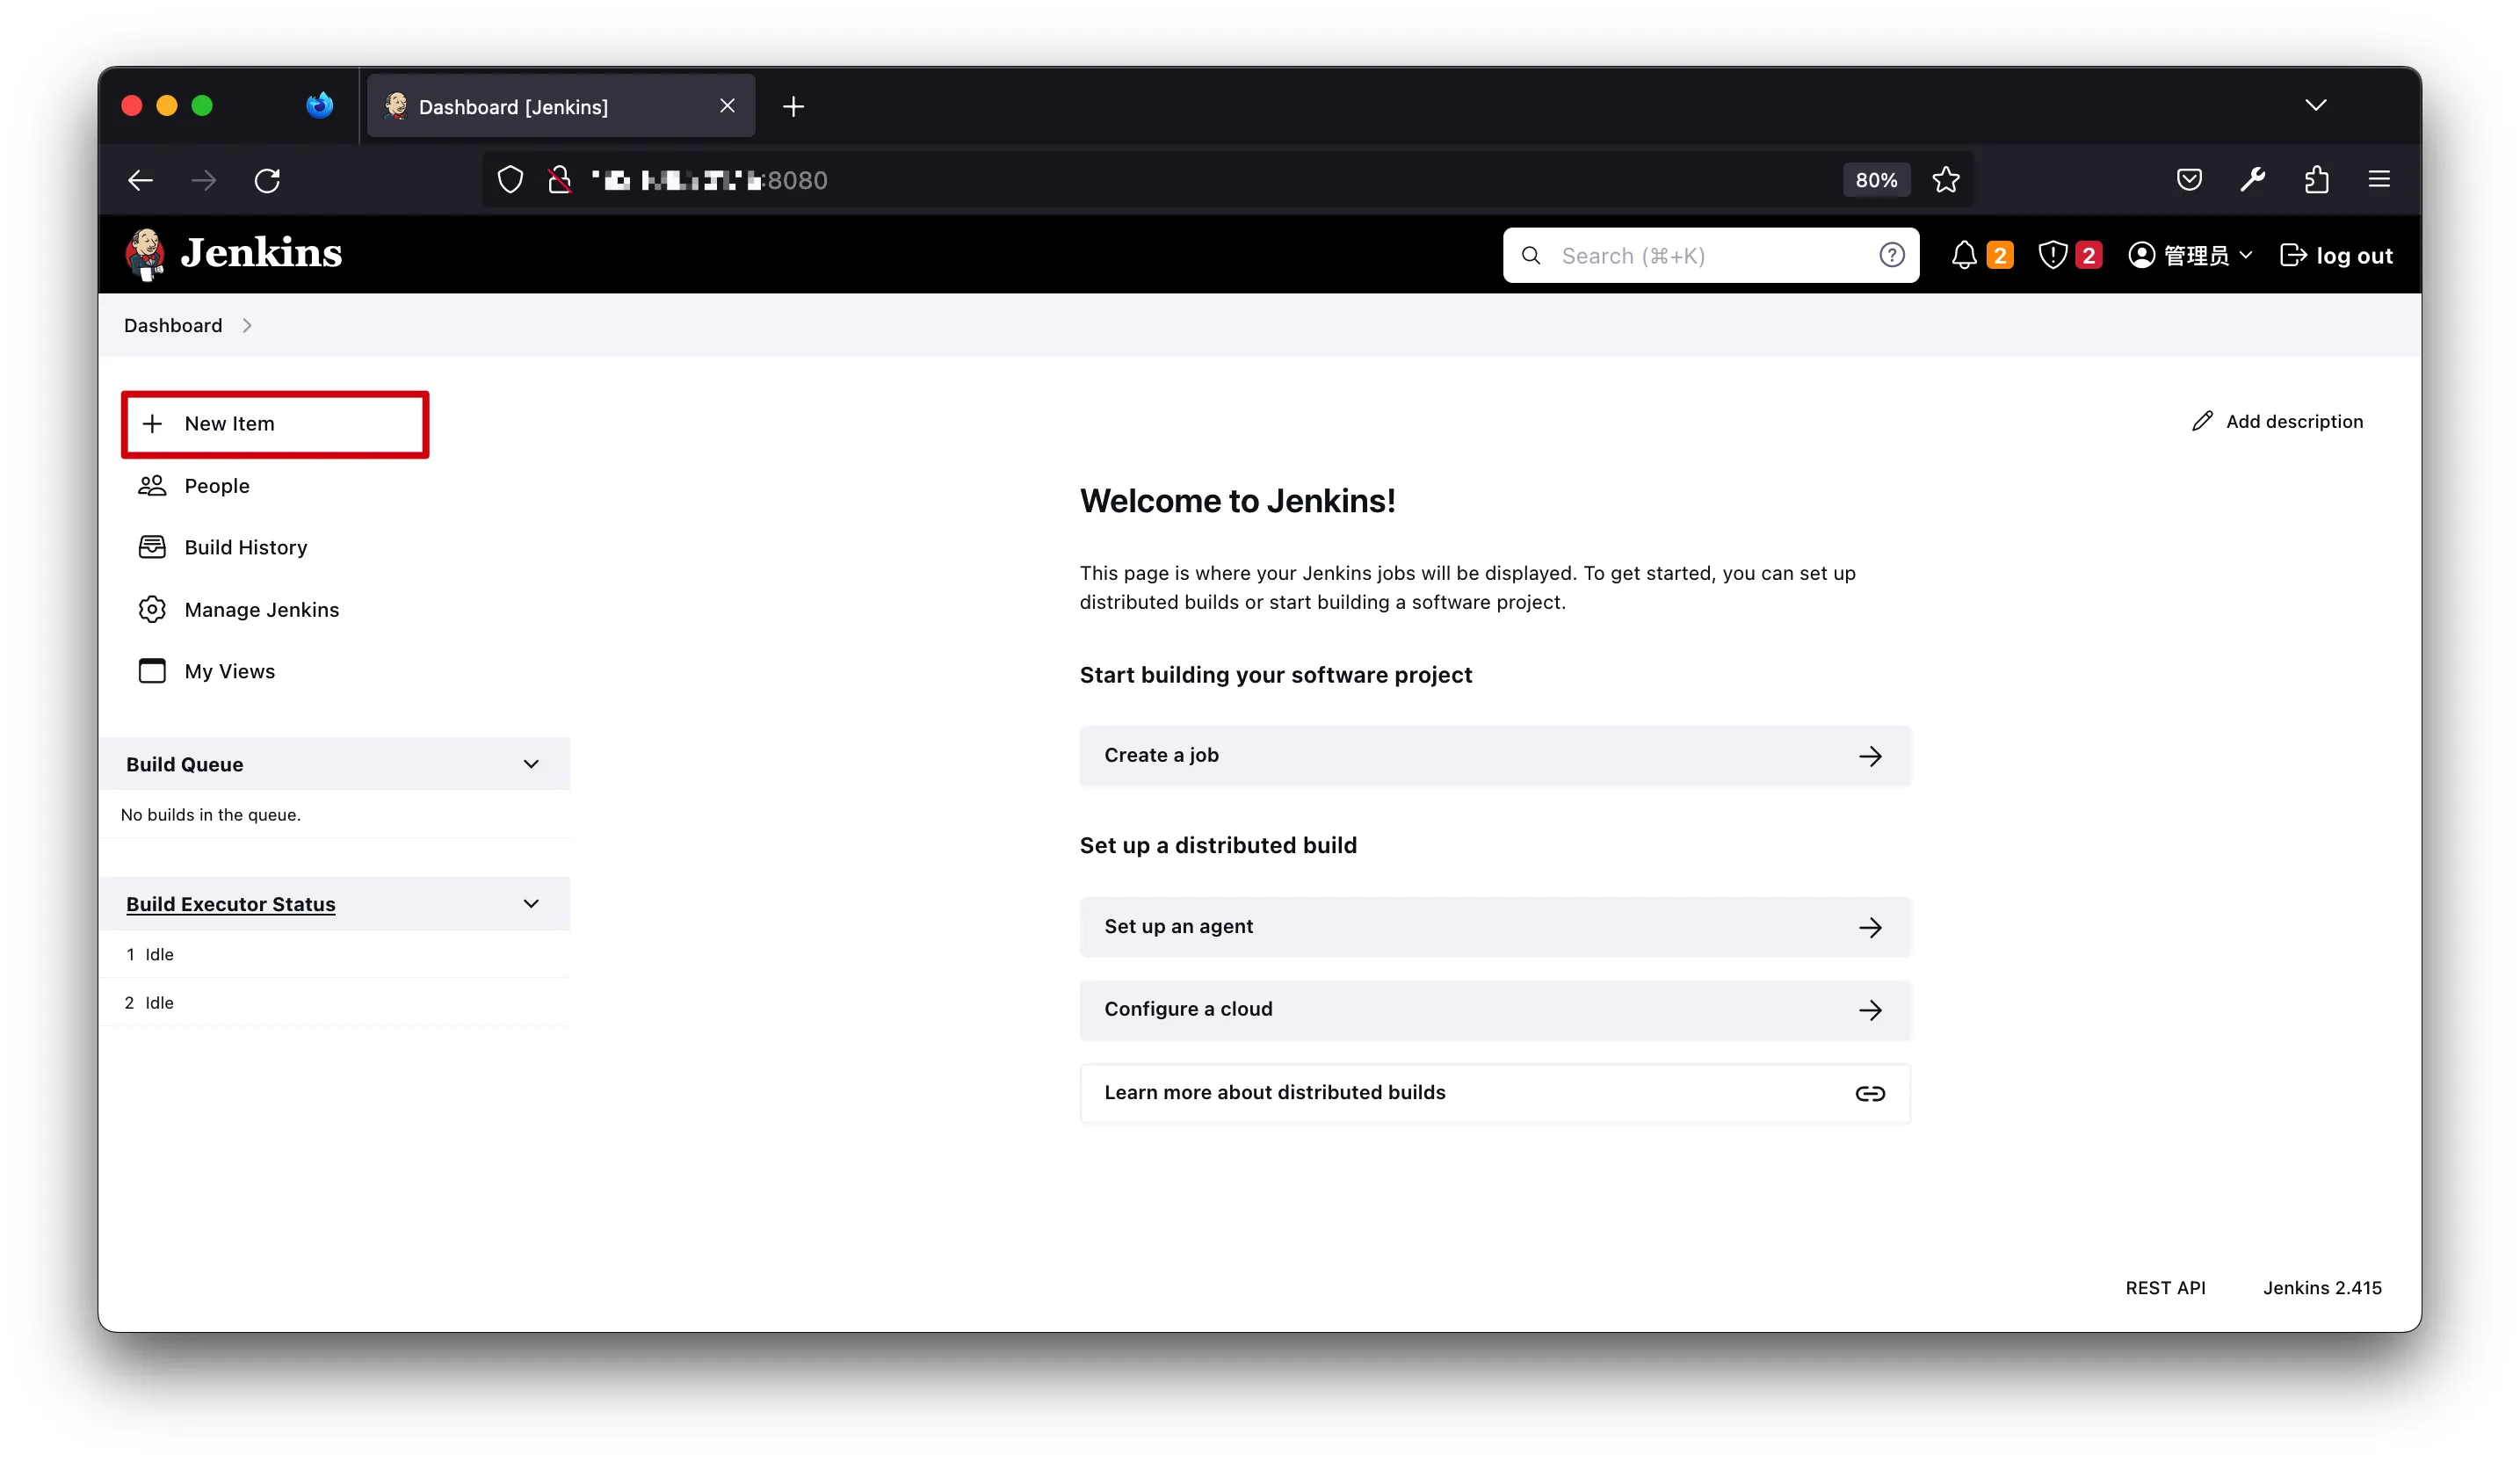 Dashboard [Jenkins]
:8080
80%
Jenkins
Search (⌘+K)
2
2
管理员
log out
Dashboard
New Item
Add description
People
Build History
Manage Jenkins
My Views
Welcome to Jenkins!
This page is where your Jenkins jobs will be displayed. To get started, you can set up
distributed builds or start building a software project.
Start building your software project
Create a job
Build Queue
No builds in the queue.
Set up a distributed build
Build Executor Status
1 Idle
2 Idle
Set up an agent
Configure a cloud
Learn more about distributed builds
REST API
Jenkins 2.415